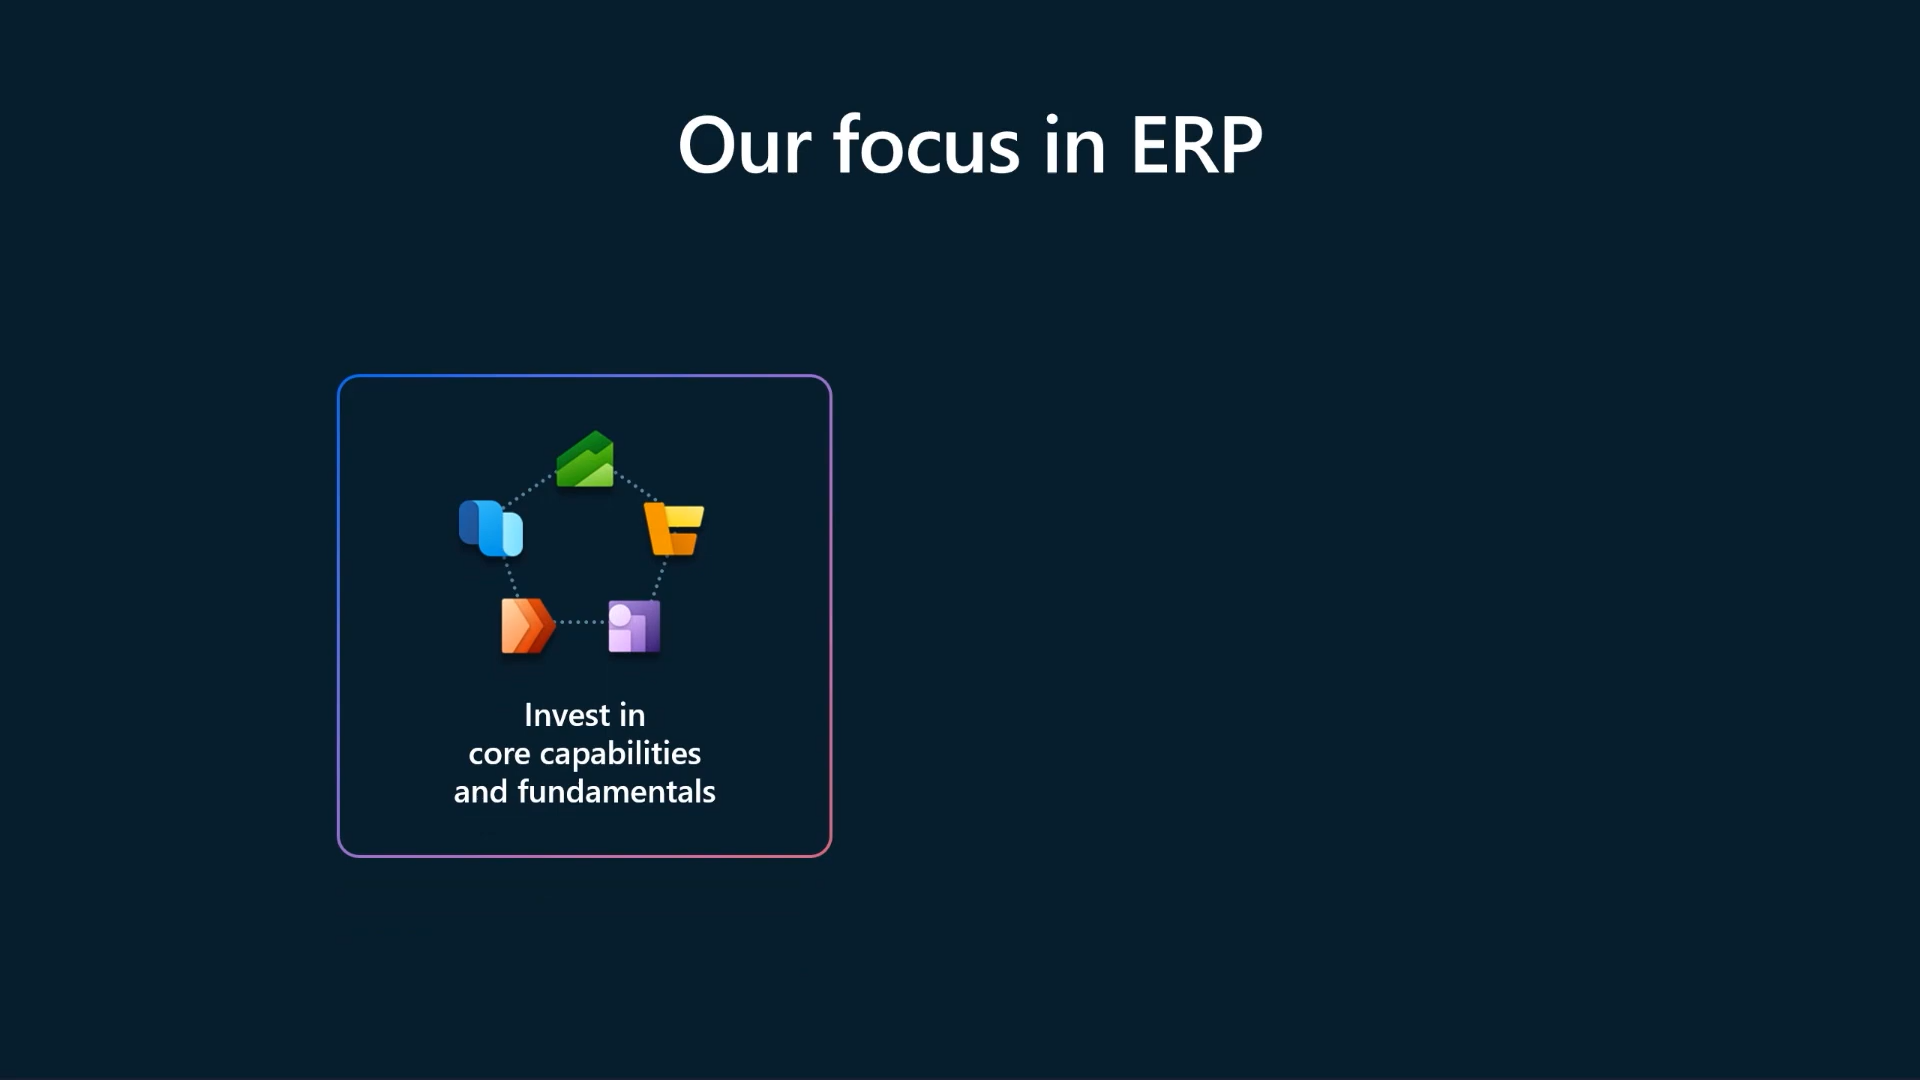 Our focus in ERP
Invest in
core capabilities
and fundamentals